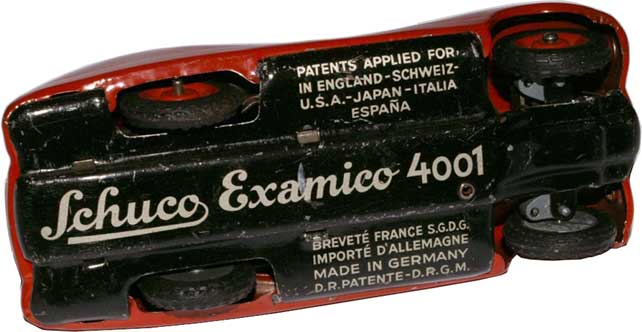 PATENTS APPLIED FOR
IN ENGLAND-SCHWEIZ-
U.S.A.-JAPAN-ITALIA
ESPAÑA
Schuco Examico 4001
BREVETÉ FRANCE S.G.D.G.
IMPORTÉ D'ALLEMAGNE
MADE IN GERMANY
D.R.PATENTE-D.R.G.M.